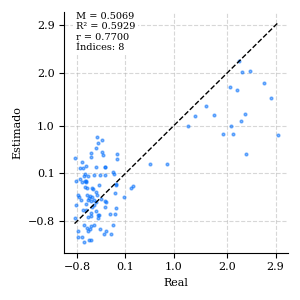 M = 0.5069
R² = 0.5929
r = 0.7700
Indices: 8
2.9
2.0
1.0
0.1
−0.8
Estimado
−0.8 0.1 1.0 2.0 2.9
Real